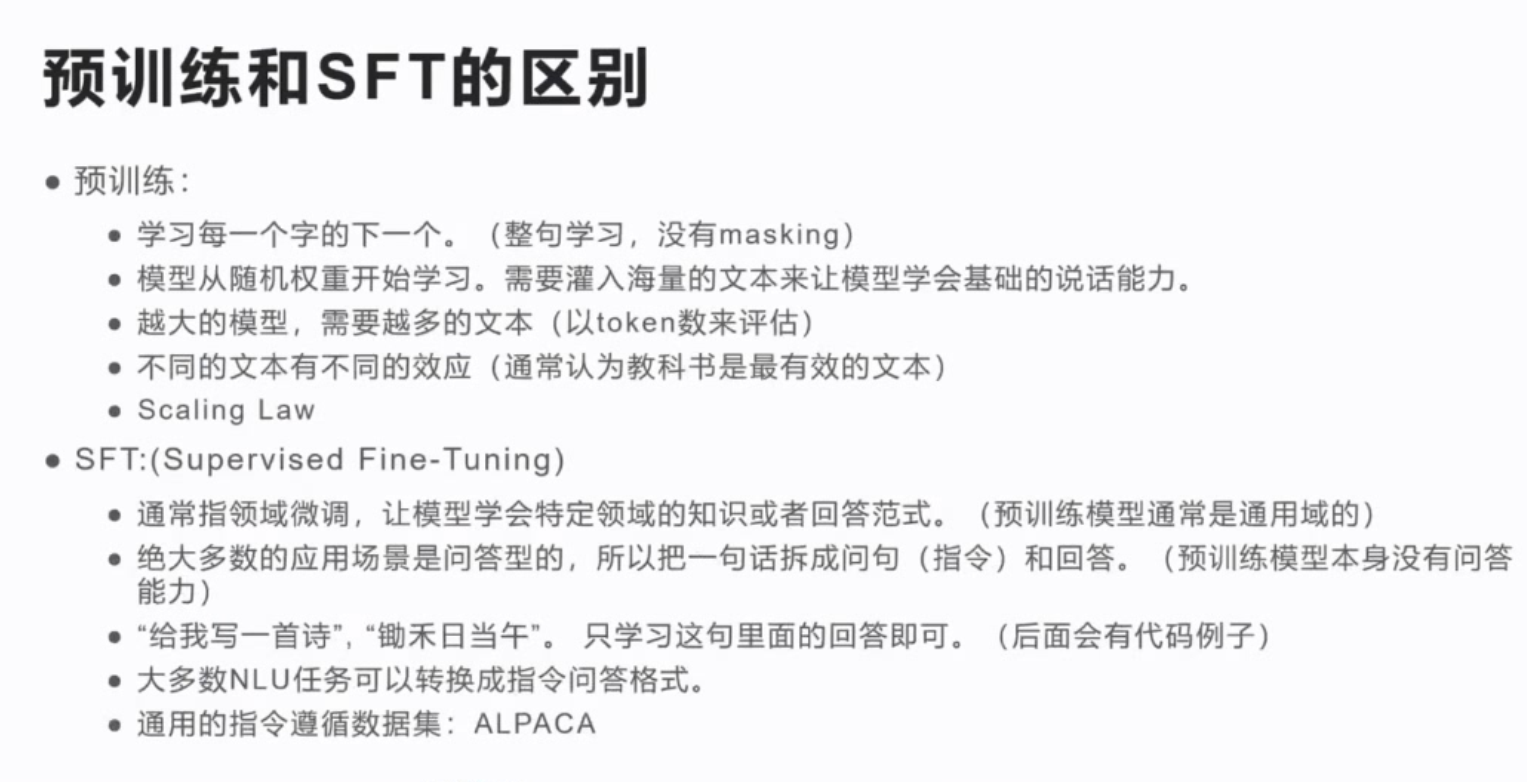 预训练和SFT的区别
● 预训练：
● 学习每一个字的下一个。（整句学习，没有masking）
● 模型从随机权重开始学习。需要灌入海量的文本来让模型学会基础的说话能力。
● 越大的模型，需要越多的文本（以token数来评估）
● 不同的文本有不同的效应（通常认为教科书是最有效的文本）
● Scaling Law
● SFT:(Supervised Fine-Tuning)
● 通常指领域微调，让模型学会特定领域的知识或者回答范式。（预训练模型通常是通用域的）
● 绝大多数的应用场景是问答型的，所以把一句话拆成问句（指令）和回答。（预训练模型本身没有问答
能力）
● “给我写一首诗”, “锄禾日当午”。 只学习这句里面的回答即可。（后面会有代码例子）
● 大多数NLU任务可以转换成指令问答格式。
● 通用的指令遵循数据集：ALPACA